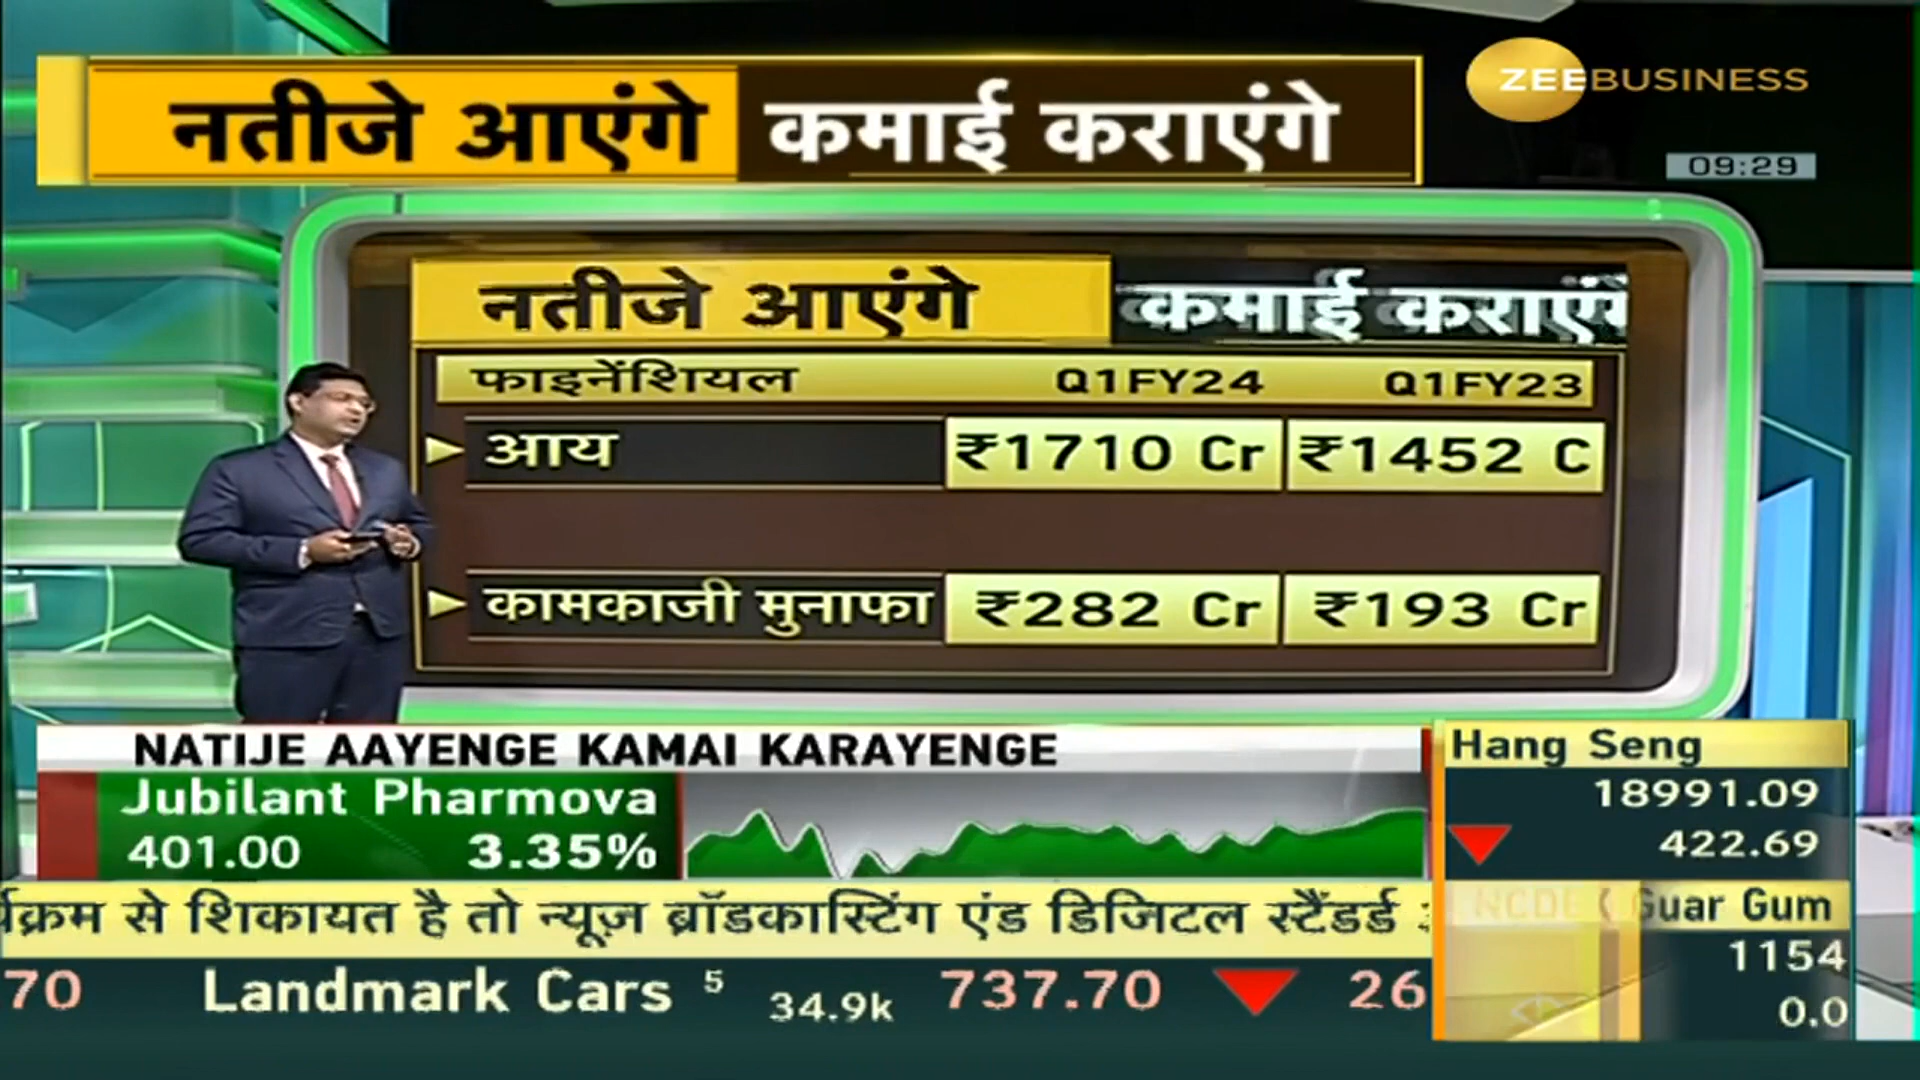 नतीजे आएंगे कमाई कराएंगे
ZEEBUSINESS
09:29
नतीजे आएंगे कमाई कराएंगे
फाइनेंशियल Q1FY24 Q1FY23
आय ₹1710 Cr ₹1452 C
कामकाजी मुनाफा ₹282 Cr ₹193 Cr
NATIJE AAYENGE KAMAI KARAYENGE
Jubilant Pharmova
401.00 3.35%
Hang Seng
18991.09
422.69
से शिकायत है तो न्यूज़ ब्रॉडकास्टिंग एंड डिजिटल स्टैंडर्ड
Guar Gum
1154
0.0
70 Landmark Cars 5 34.9k 737.70 26